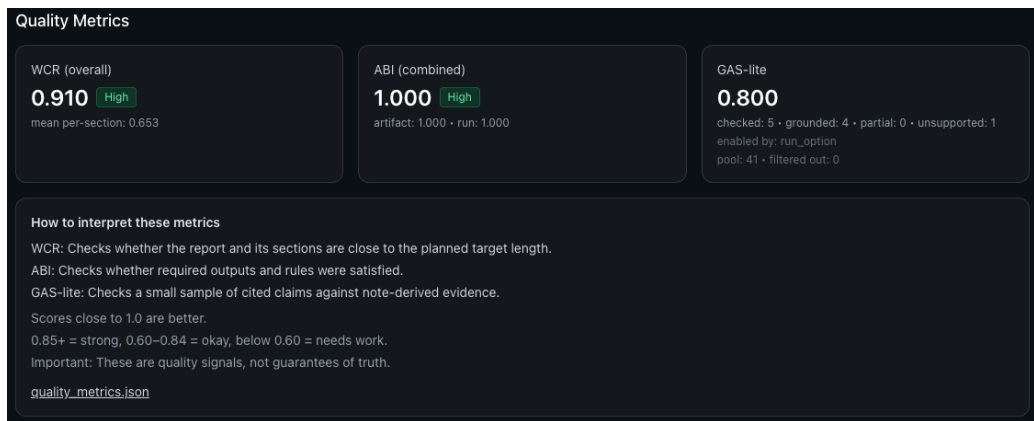 Quality Metrics
WCR (overall)
0.910 High
mean per-section: 0.653
ABI (combined)
1.000 High
artifact: 1.000 • run: 1.000
GAS-lite
0.800
checked: 5 • grounded: 4 • partial: 0 • unsupported: 1
enabled by: run_option
pool: 41 • filtered out: 0
How to interpret these metrics
WCR: Checks whether the report and its sections are close to the planned target length.
ABI: Checks whether required outputs and rules were satisfied.
GAS-lite: Checks a small sample of cited claims against note-derived evidence.
Scores close to 1.0 are better.
0.85+ = strong, 0.60–0.84 = okay, below 0.60 = needs work.
Important: These are quality signals, not guarantees of truth.
quality_metrics.json